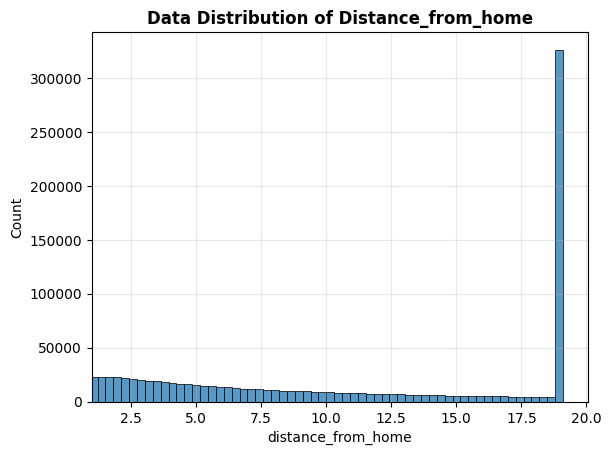 Data Distribution of Distance_from_home
300000
250000
200000
150000
100000
50000
0
Count
2.5 5.0 7.5 10.0 12.5 15.0 17.5 20.0
distance_from_home